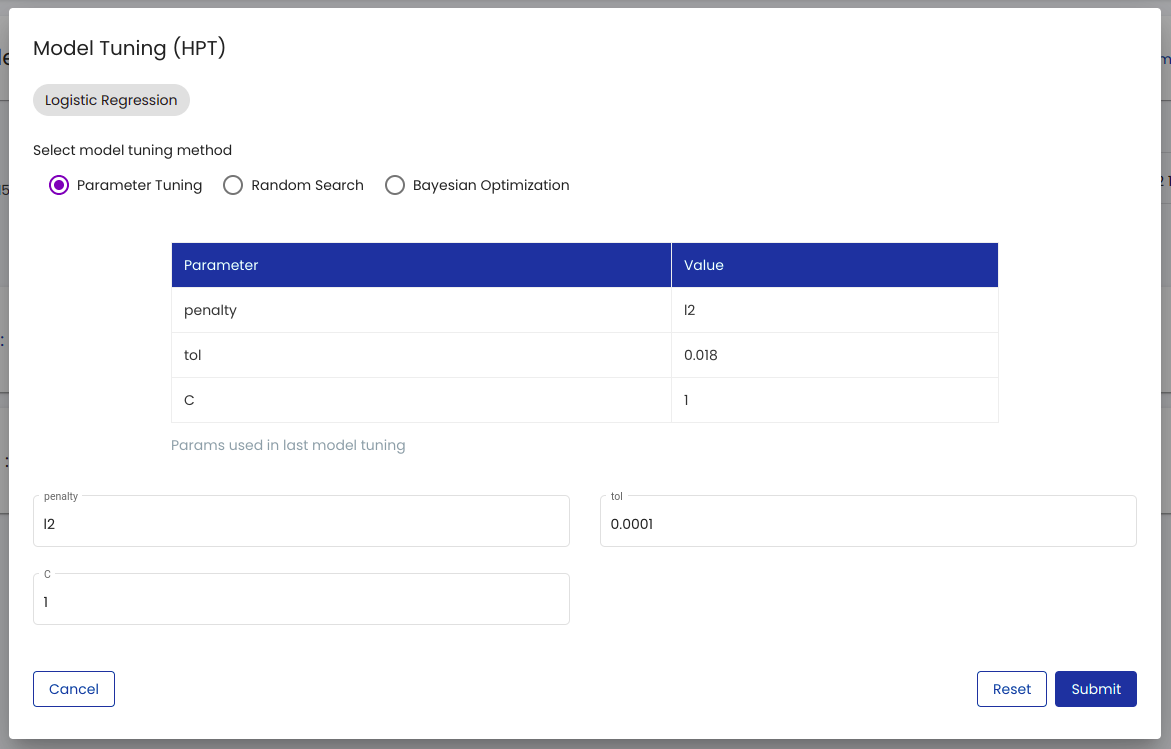 Model Tuning (HPT)
Logistic Regression
Select model tuning method
Parameter Tuning Random Search Bayesian Optimization
Parameter Value
penalty l2
tol 0.018
C 1
Params used in last model tuning
penalty tol
l2 0.0001
C
1
Cancel Reset Submit